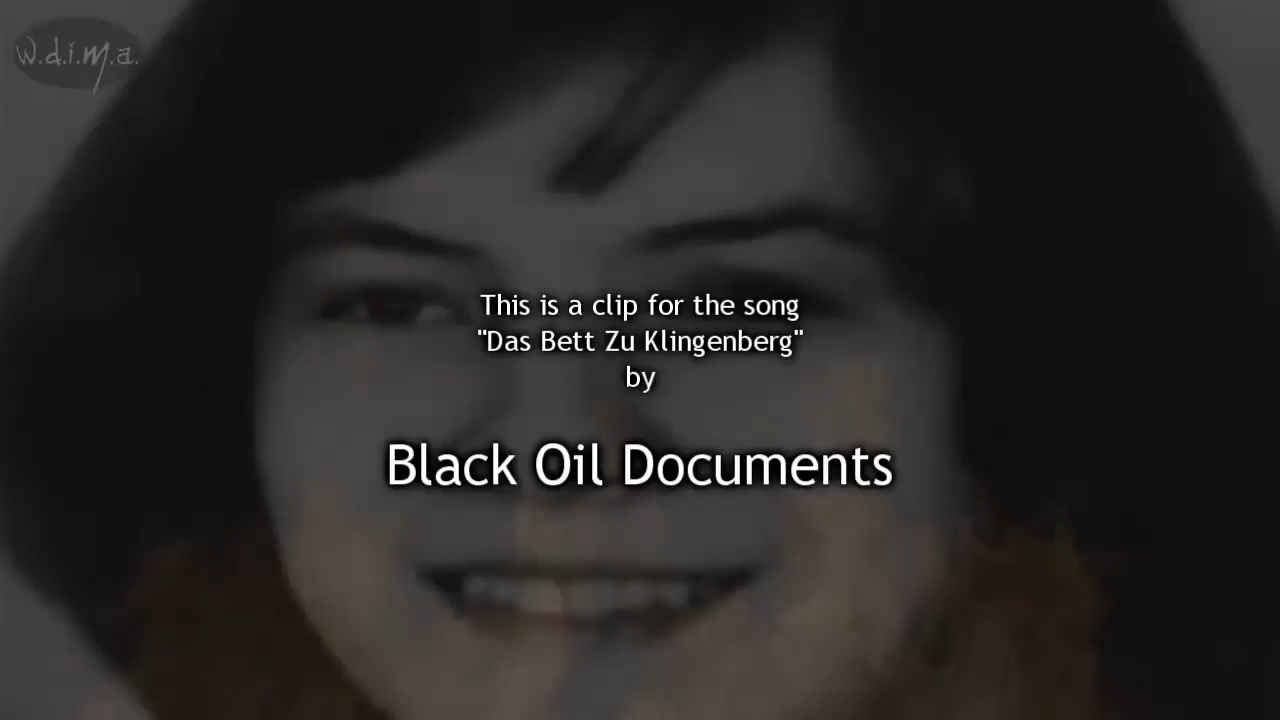 W.d.i.m.a.
This is a clip for the song
"Das Bett Zu Klingenberg"
by
Black Oil Documents